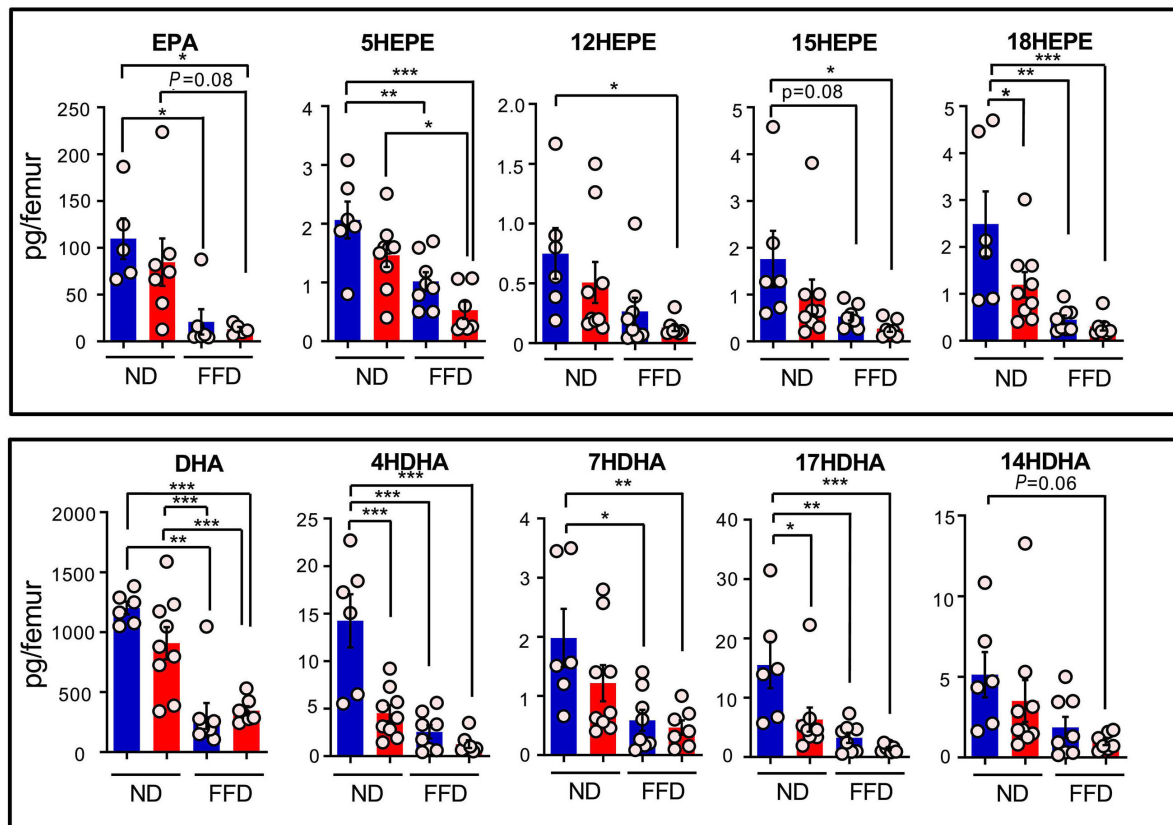 EPA 5HEPE 12HEPE 15HEPE 18HEPE
* *** * * ***
P=0.08 ** p=0.08 **
* * *
pg/femur
250 200 150 100 50 0
4 3 2 1 0
2.0 1.5 1.0 0.5 0.0
5 4 3 2 1 0
5 4 3 2 1 0
ND FFD ND FFD ND FFD ND FFD ND FFD
DHA 4HDHA 7HDHA 17HDHA 14HDHA
*** *** ** *** P=0.06
*** *** * **
*** *** *
**
pg/femur
2000 1500 1000 500 0
25 20 15 10 5 0
4 3 2 1 0
40 30 20 10 0
15 10 5 0
ND FFD ND FFD ND FFD ND FFD ND FFD